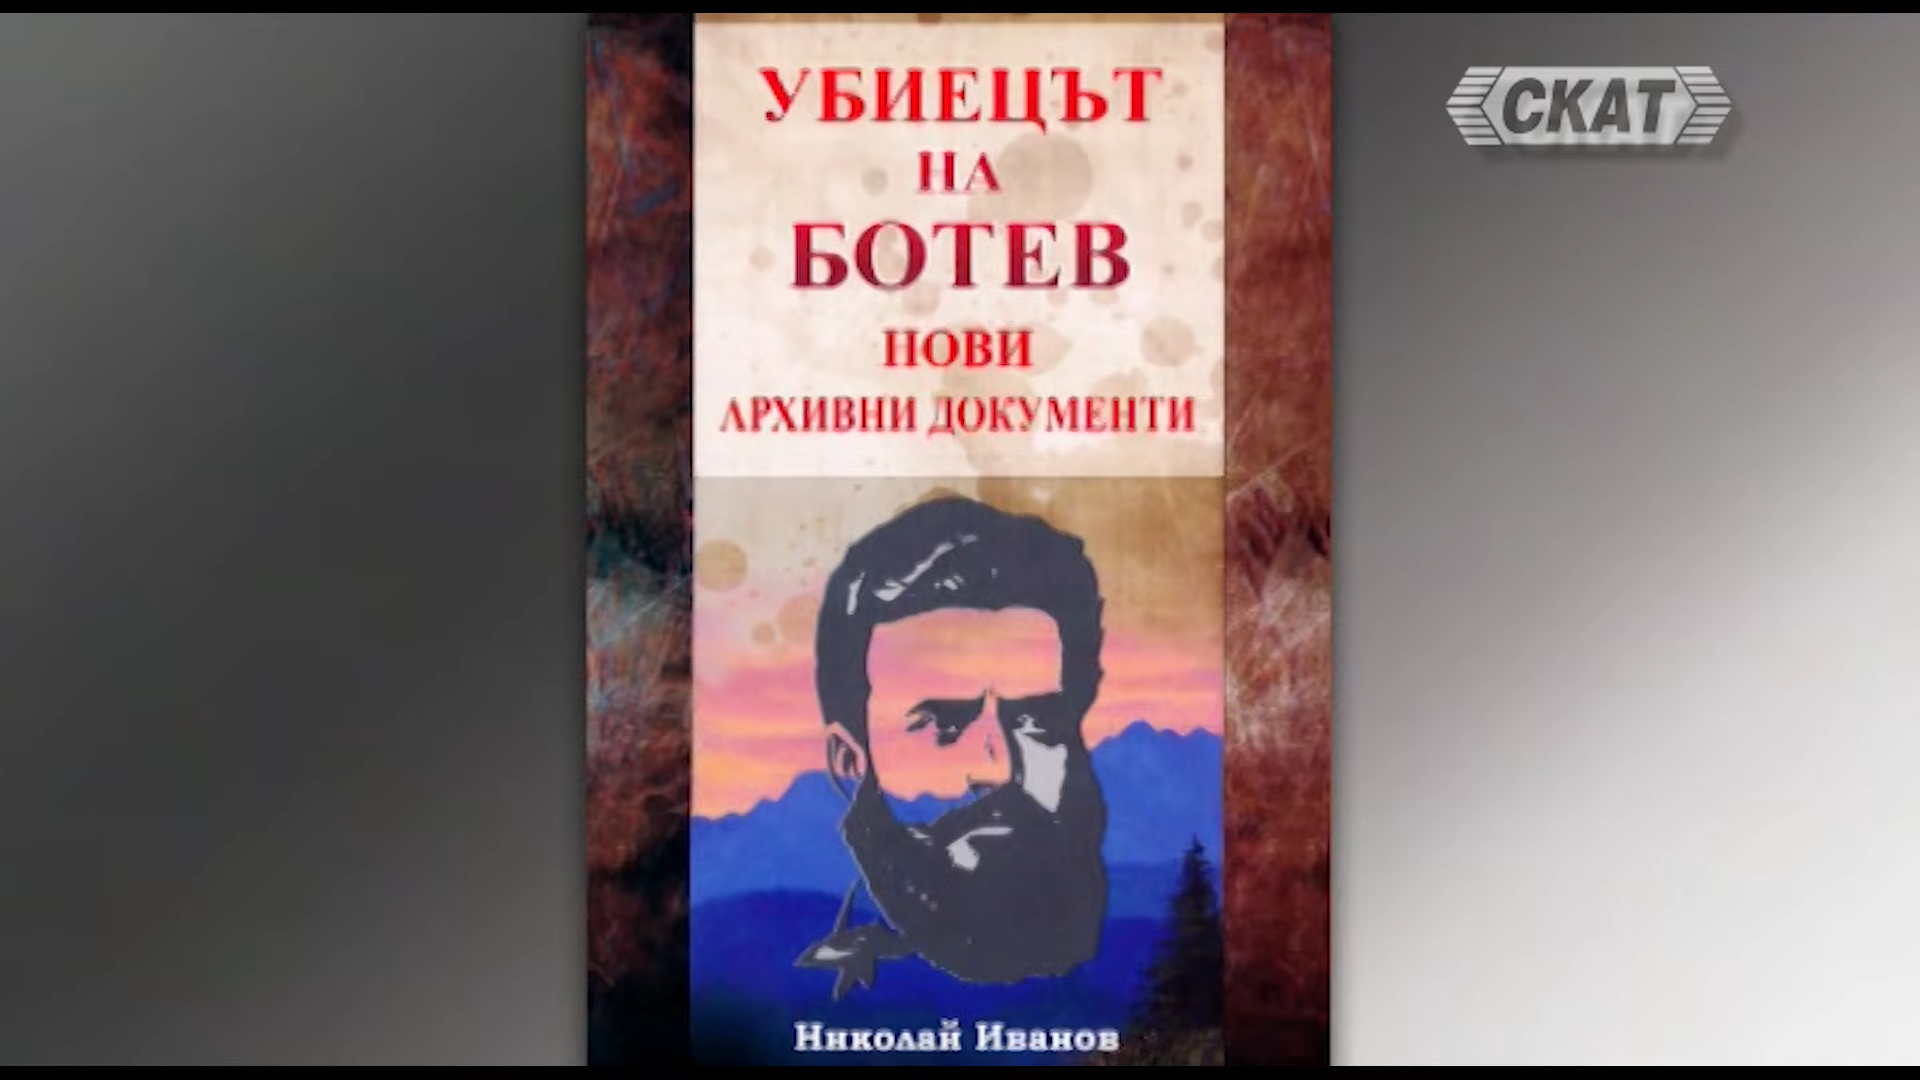 УБИЕЦЪТ
НА
БОТЕВ
НОВИ
АРХИВНИ ДОКУМЕНТИ
Николай Иванов
СКАТ